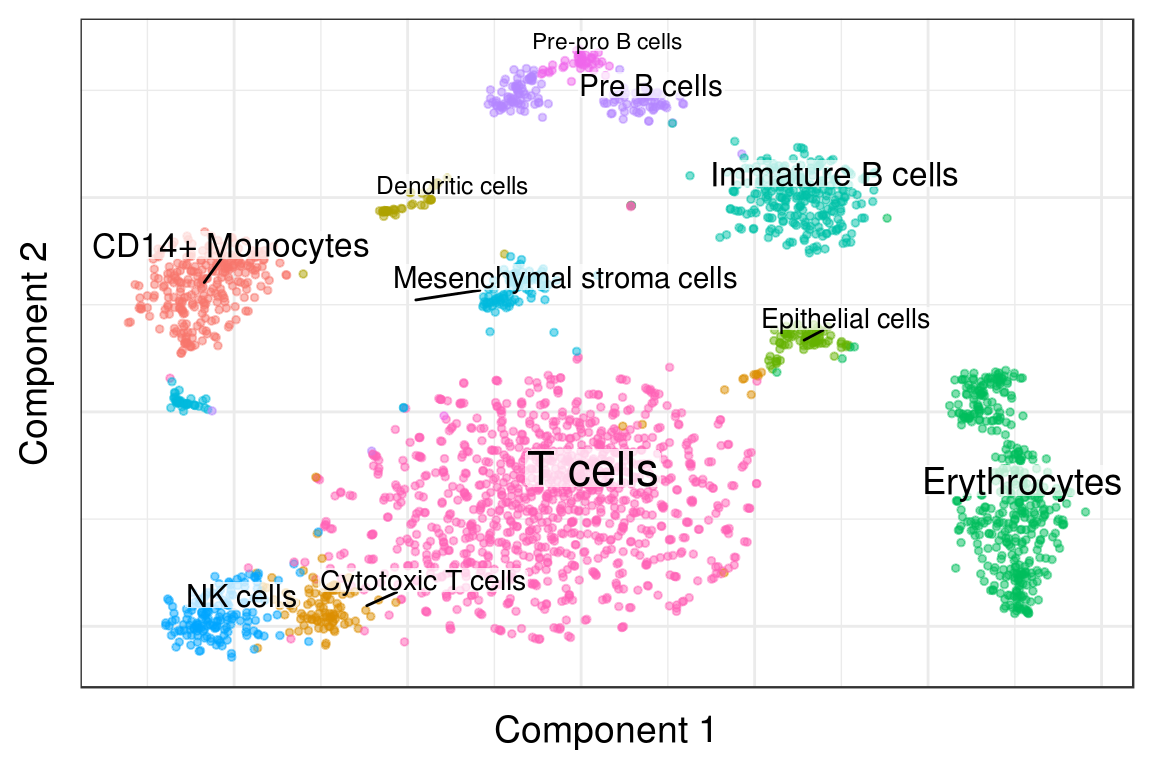 Pre-pro B cells
Pre B cells
Immature B cells
Dendritic cells
CD14+ Monocytes
Mesenchymal stroma cells
Epithelial cells
T cells
Erythrocytes
Cytotoxic T cells
NK cells
Component 2
Component 1